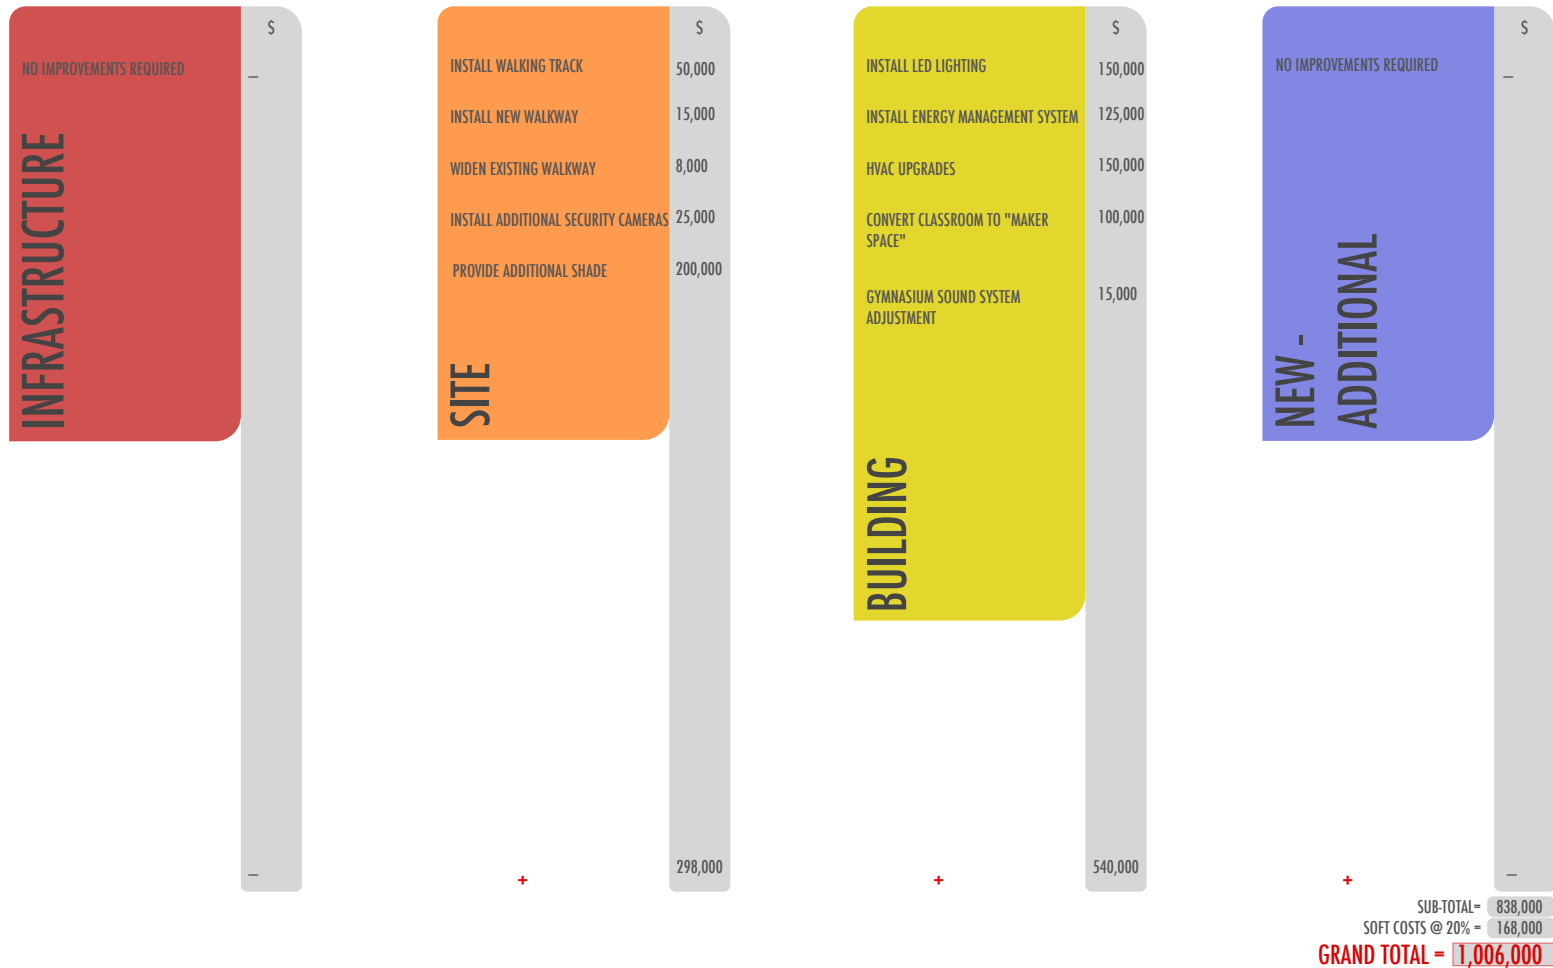 $
NO IMPROVEMENTS REQUIRED _
INFRASTRUCTURE
_
$
INSTALL WALKING TRACK 50,000
INSTALL NEW WALKWAY 15,000
WIDEN EXISTING WALKWAY 8,000
INSTALL ADDITIONAL SECURITY CAMERAS 25,000
PROVIDE ADDITIONAL SHADE 200,000
SITE
+ 298,000
$
INSTALL LED LIGHTING 150,000
INSTALL ENERGY MANAGEMENT SYSTEM 125,000
HVAC UPGRADES 150,000
CONVERT CLASSROOM TO "MAKER 100,000
SPACE"
GYMNASIUM SOUND SYSTEM 15,000
ADJUSTMENT
BUILDING
+ 540,000
$
NO IMPROVEMENTS REQUIRED _
NEW -
ADDITIONAL
+ _
SUB-TOTAL= 838,000
SOFT COSTS @ 20% = 168,000
GRAND TOTAL = 1,006,000